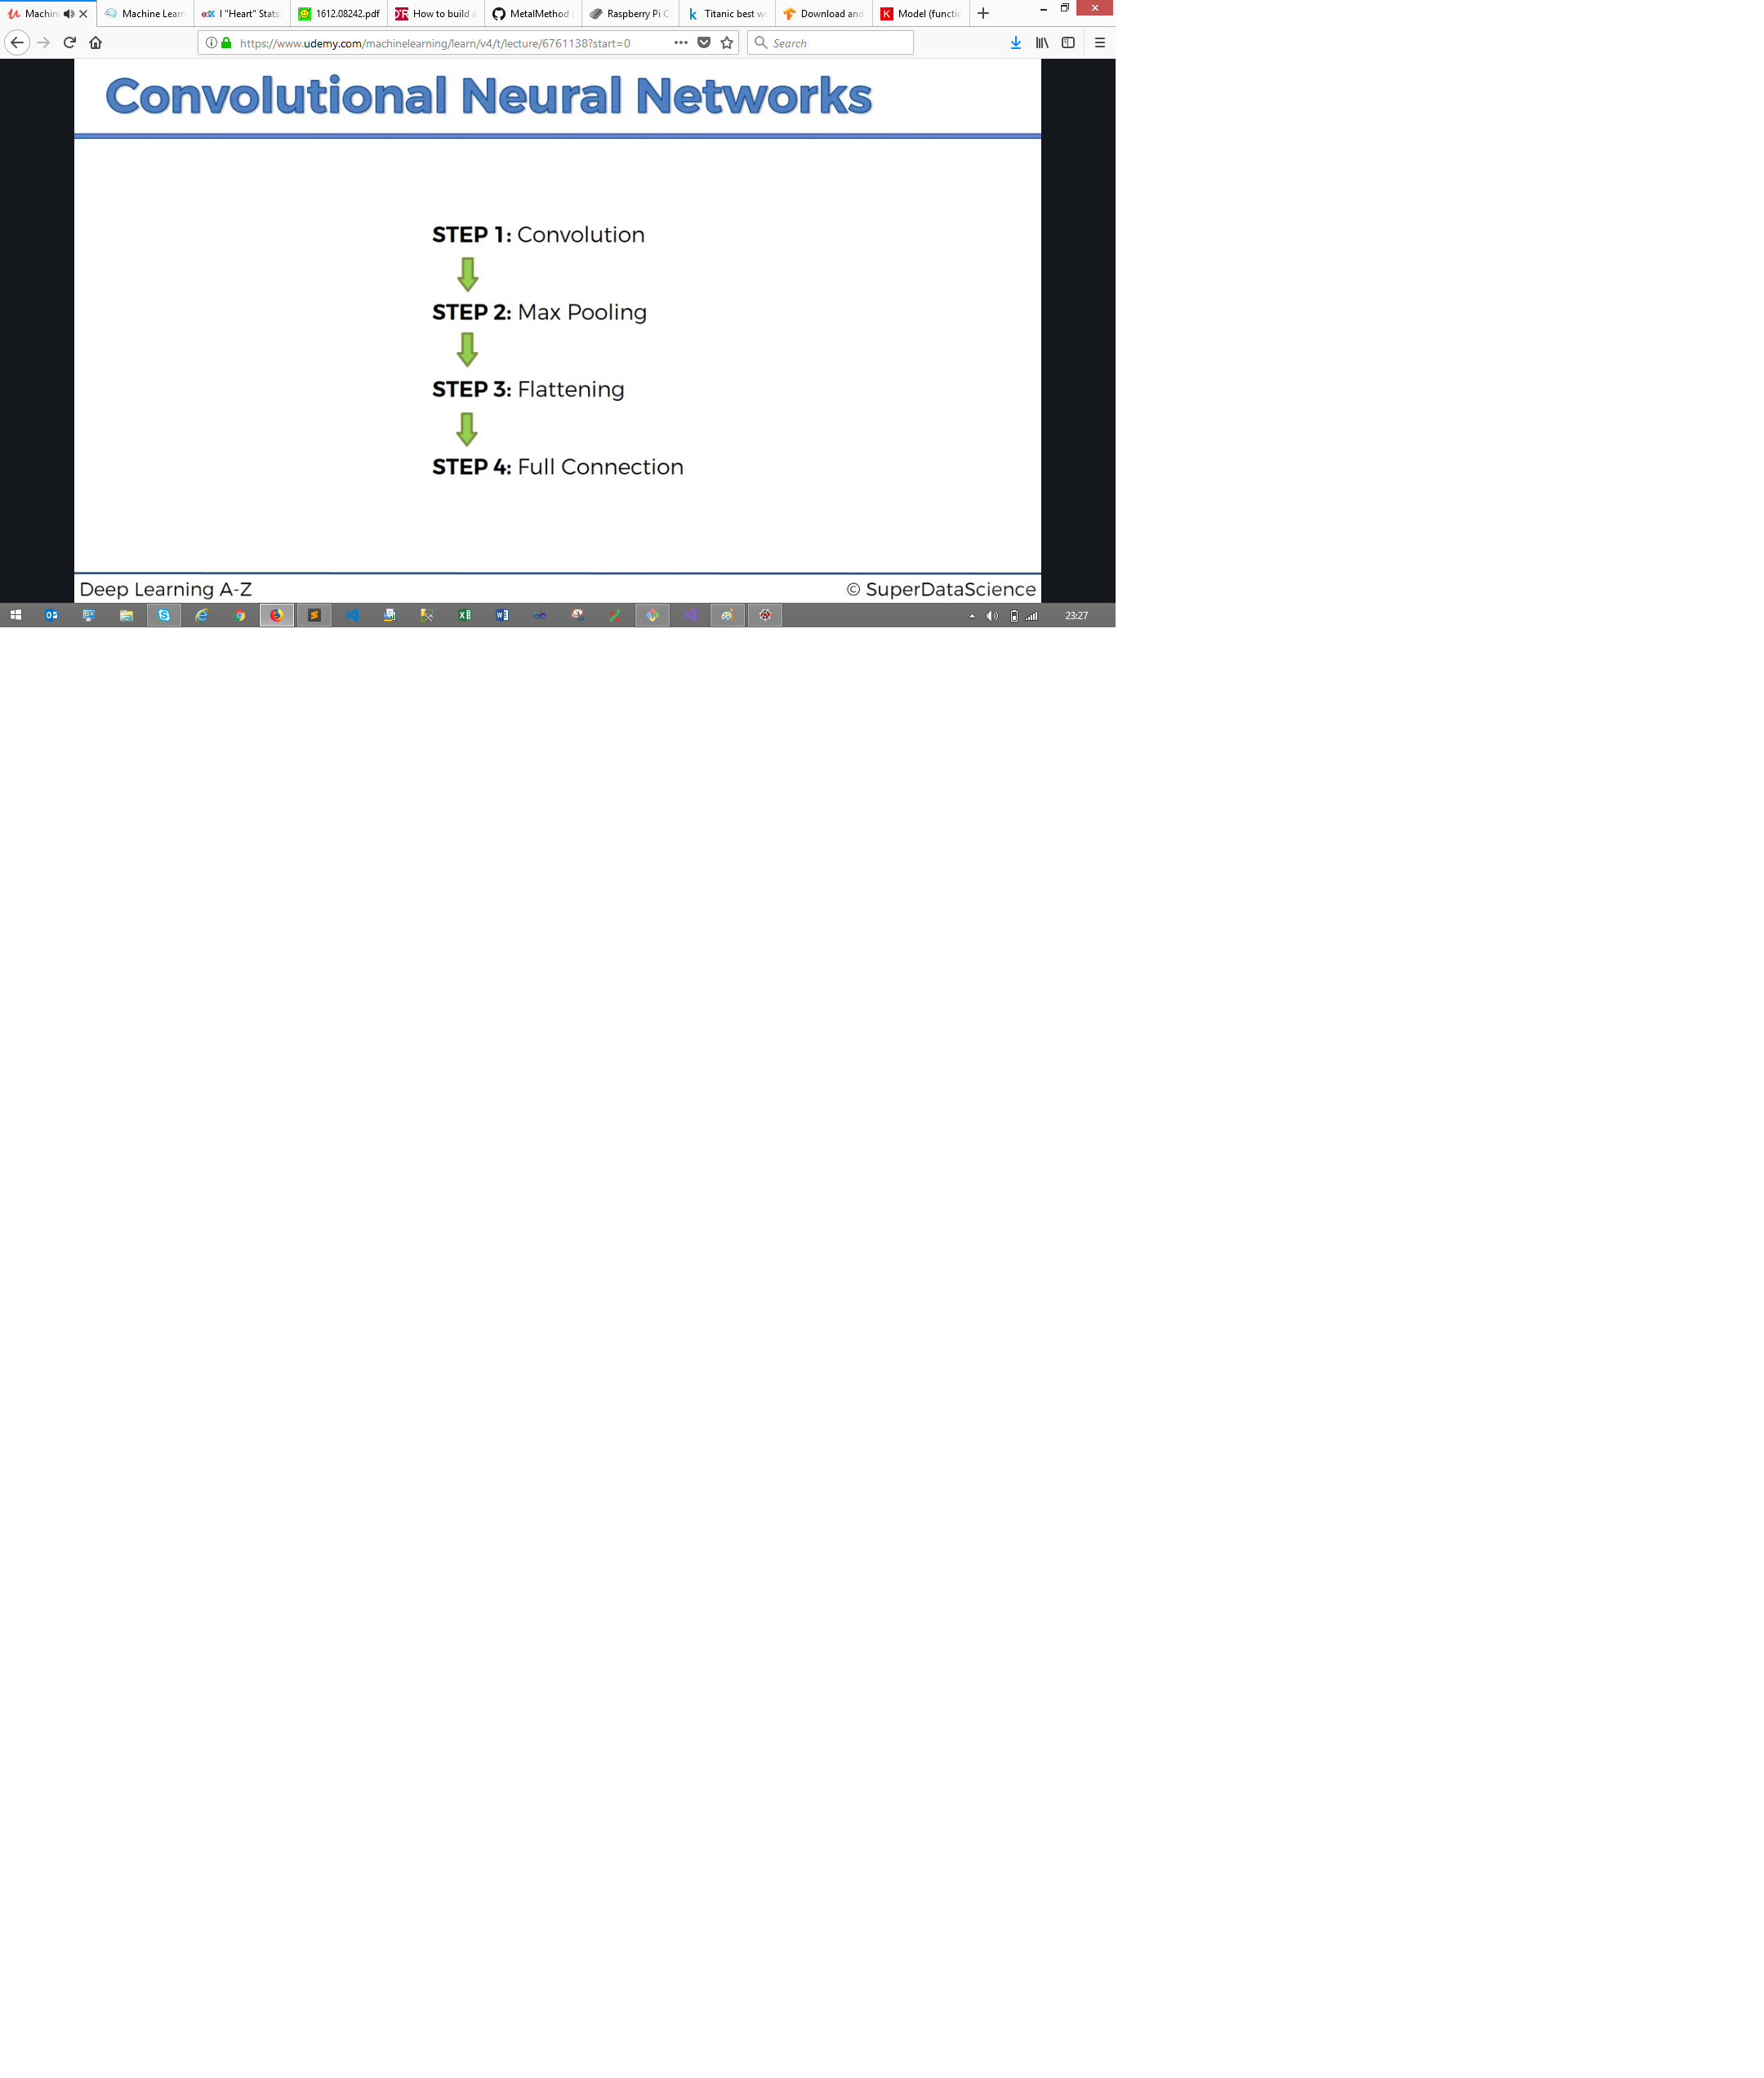 Machin
Machine Learn
I "Heart" Stats:
1612.08242.pdf
How to build a
MetalMethod
Raspberry Pi C
Titanic best wo
Download and
Model (functio
https://www.udemy.com/machinelearning/learn/v4/t/lecture/6761138?start=0
Search
Convolutional Neural Networks
STEP 1: Convolution
STEP 2: Max Pooling
STEP 3: Flattening
STEP 4: Full Connection
Deep Learning A-Z
© SuperDataScience
23:27